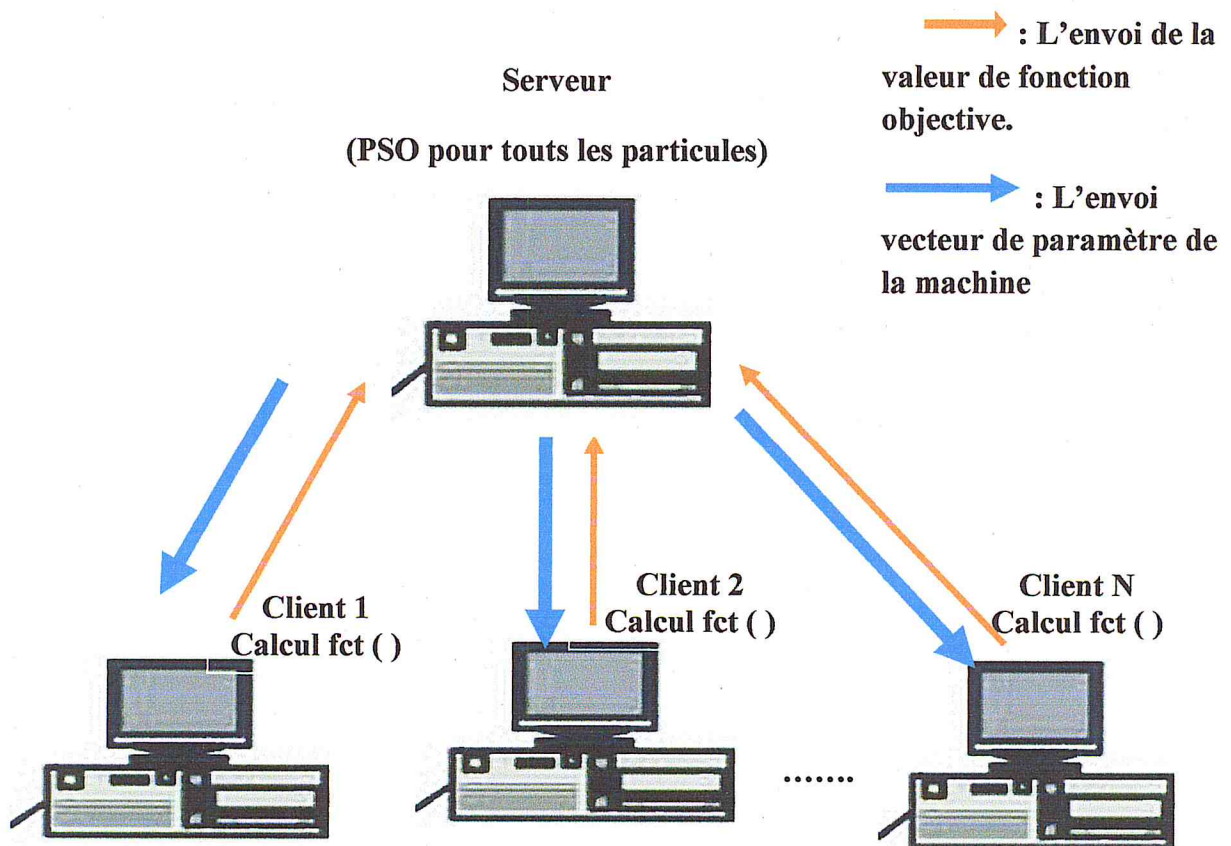 Serveur
(PSO pour touts les particules)
: L'envoi de la
valeur de fonction
objective.
: L'envoi
vecteur de paramètre de
la machine
Client 1
Calcul fct ( )
Client 2
Calcul fct ( )
Client N
Calcul fct ( )
.......